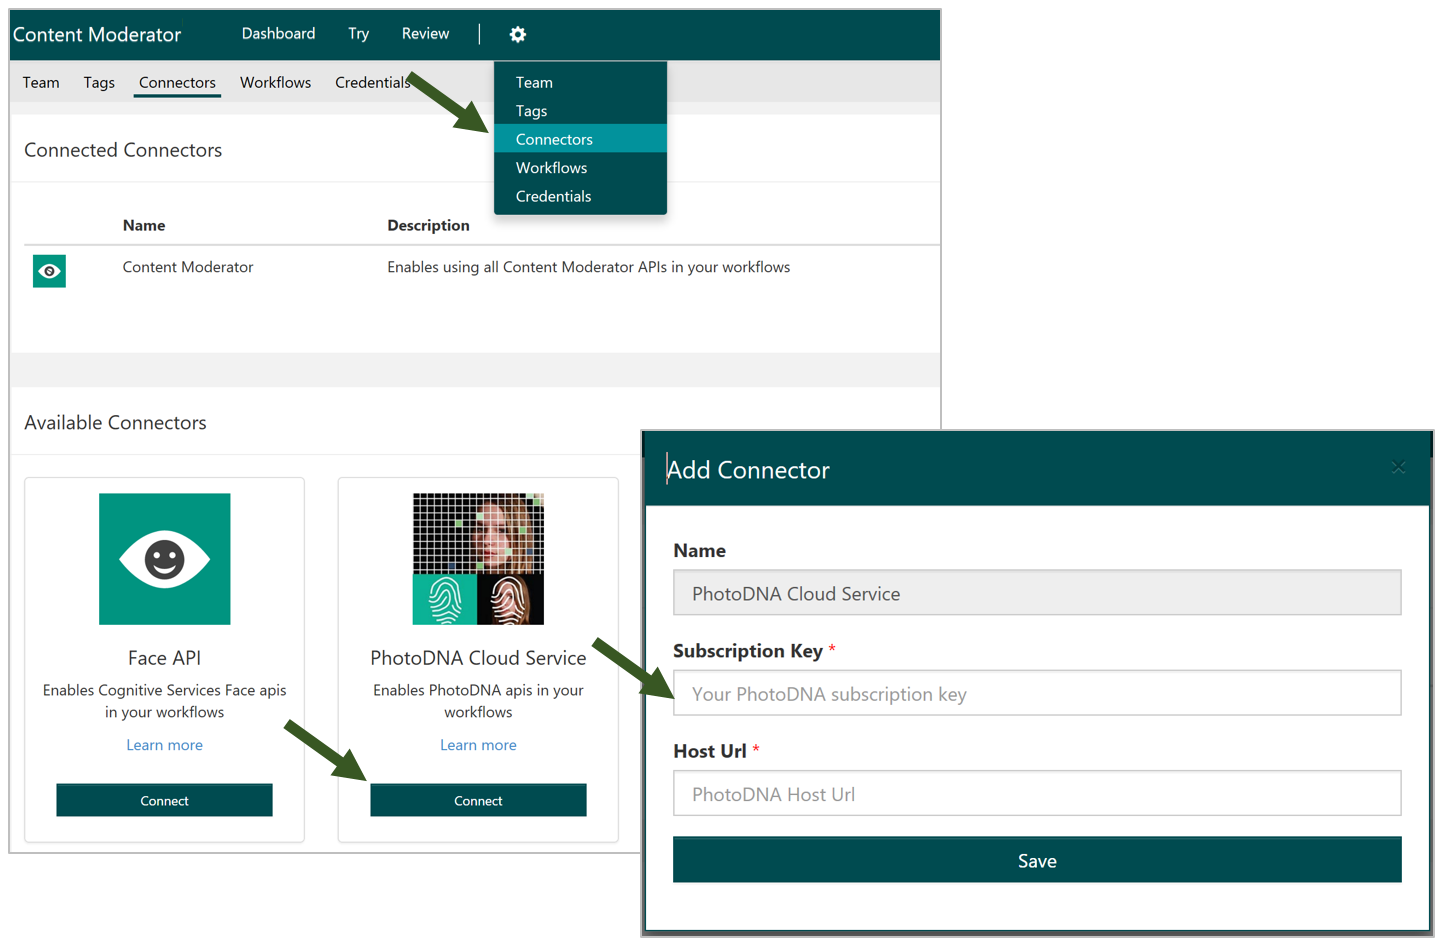 Content Moderator
Dashboard Try Review
Team Tags Connectors Workflows Credentials
Team
Tags
Connectors
Workflows
Credentials
Connected Connectors
Name Description
Content Moderator Enables using all Content Moderator APIs in your workflows
Available Connectors
Face API
Enables Cognitive Services Face apis
in your workflows
Learn more
Connect
PhotoDNA Cloud Service
Enables PhotoDNA apis in your
workflows
Learn more
Connect
Add Connector
Name
PhotoDNA Cloud Service
Subscription Key *
Your PhotoDNA subscription key
Host Url *
PhotoDNA Host Url
Save